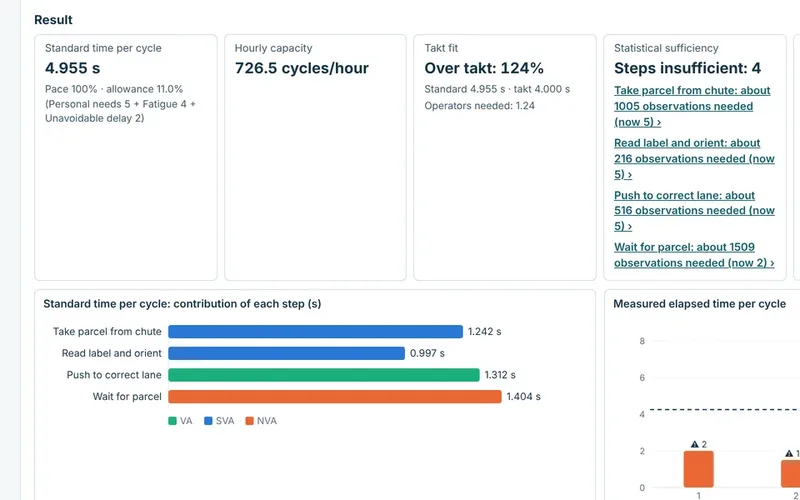 Result
Standard time per cycle
4.955 s
Pace 100% · allowance 11.0%
(Personal needs 5 + Fatigue 4 +
Unavoidable delay 2)
Hourly capacity
726.5 cycles/hour
Takt fit
Over takt: 124%
Standard 4.955 s · takt 4.000 s
Operators needed: 1.24
Statistical sufficiency
Steps insufficient: 4
Take parcel from chute: about
1005 observations needed
(now 5) ›
Read label and orient: about
216 observations needed (now
5) ›
Push to correct lane: about
516 observations needed (now
5) ›
Wait for parcel: about 1509
observations needed (now 2) ›
Standard time per cycle: contribution of each step (s)
Take parcel from chute 1.242 s
Read label and orient 0.997 s
Push to correct lane 1.312 s
Wait for parcel 1.404 s
VA SVA NVA
Measured elapsed time per cycle
8
6
4
2
0
2
1
1
2